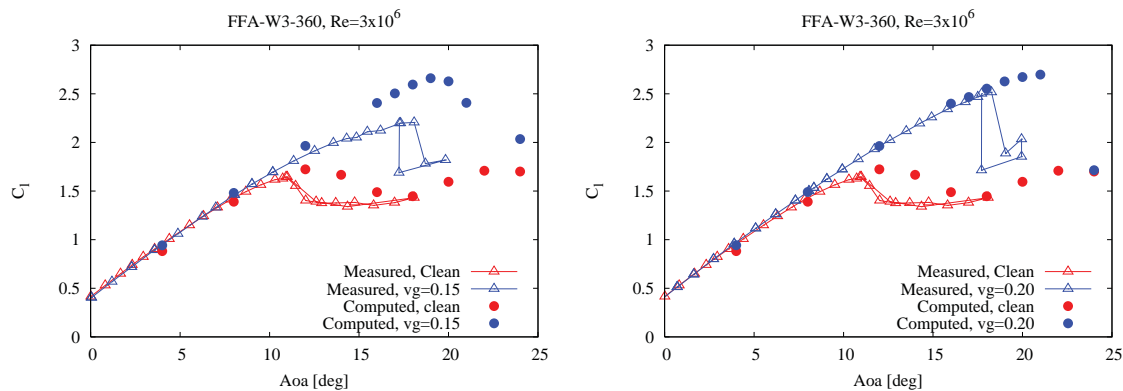 FFA-W3-360, Re=3x10^6
3
2.5
2
1.5
1
0.5
0
C_l
0 5 10 15 20 25
Aoa [deg]
Measured, Clean
Measured, vg=0.15
Computed, clean
Computed, vg=0.15
FFA-W3-360, Re=3x10^6
3
2.5
2
1.5
1
0.5
0
C_l
0 5 10 15 20 25
Aoa [deg]
Measured, Clean
Measured, vg=0.20
Computed, clean
Computed, vg=0.20